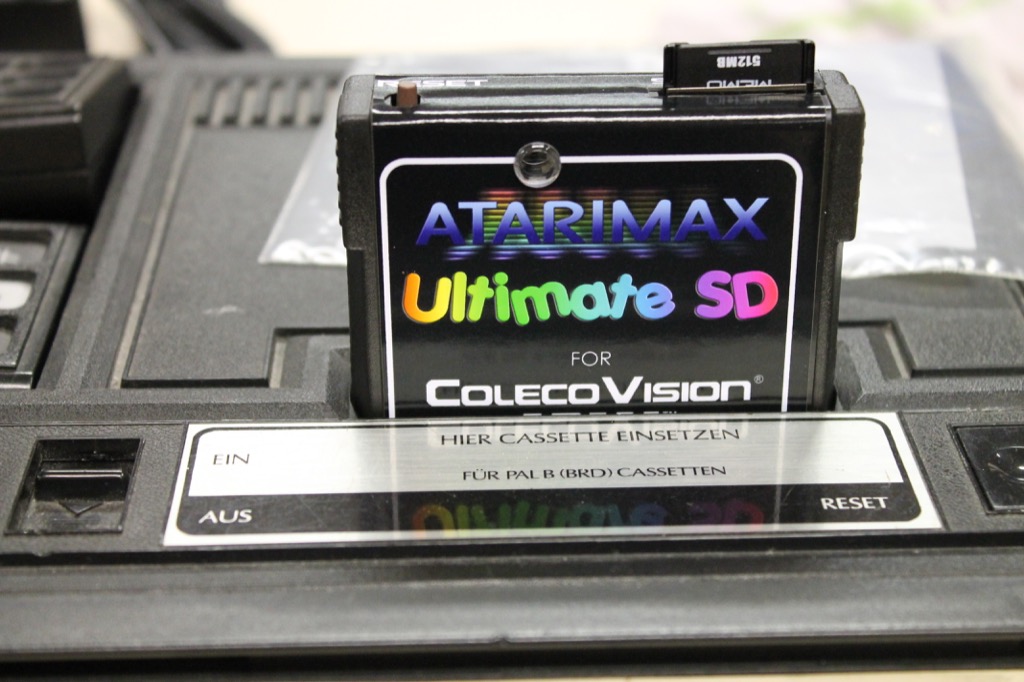 RESET
512MB
ATARIMAX
Ultimate SD
FOR
COLECOVISION®
HIER CASSETTE EINSETZEN
EIN
FÜR PAL B (BRD) CASSETTEN
AUS
RESET